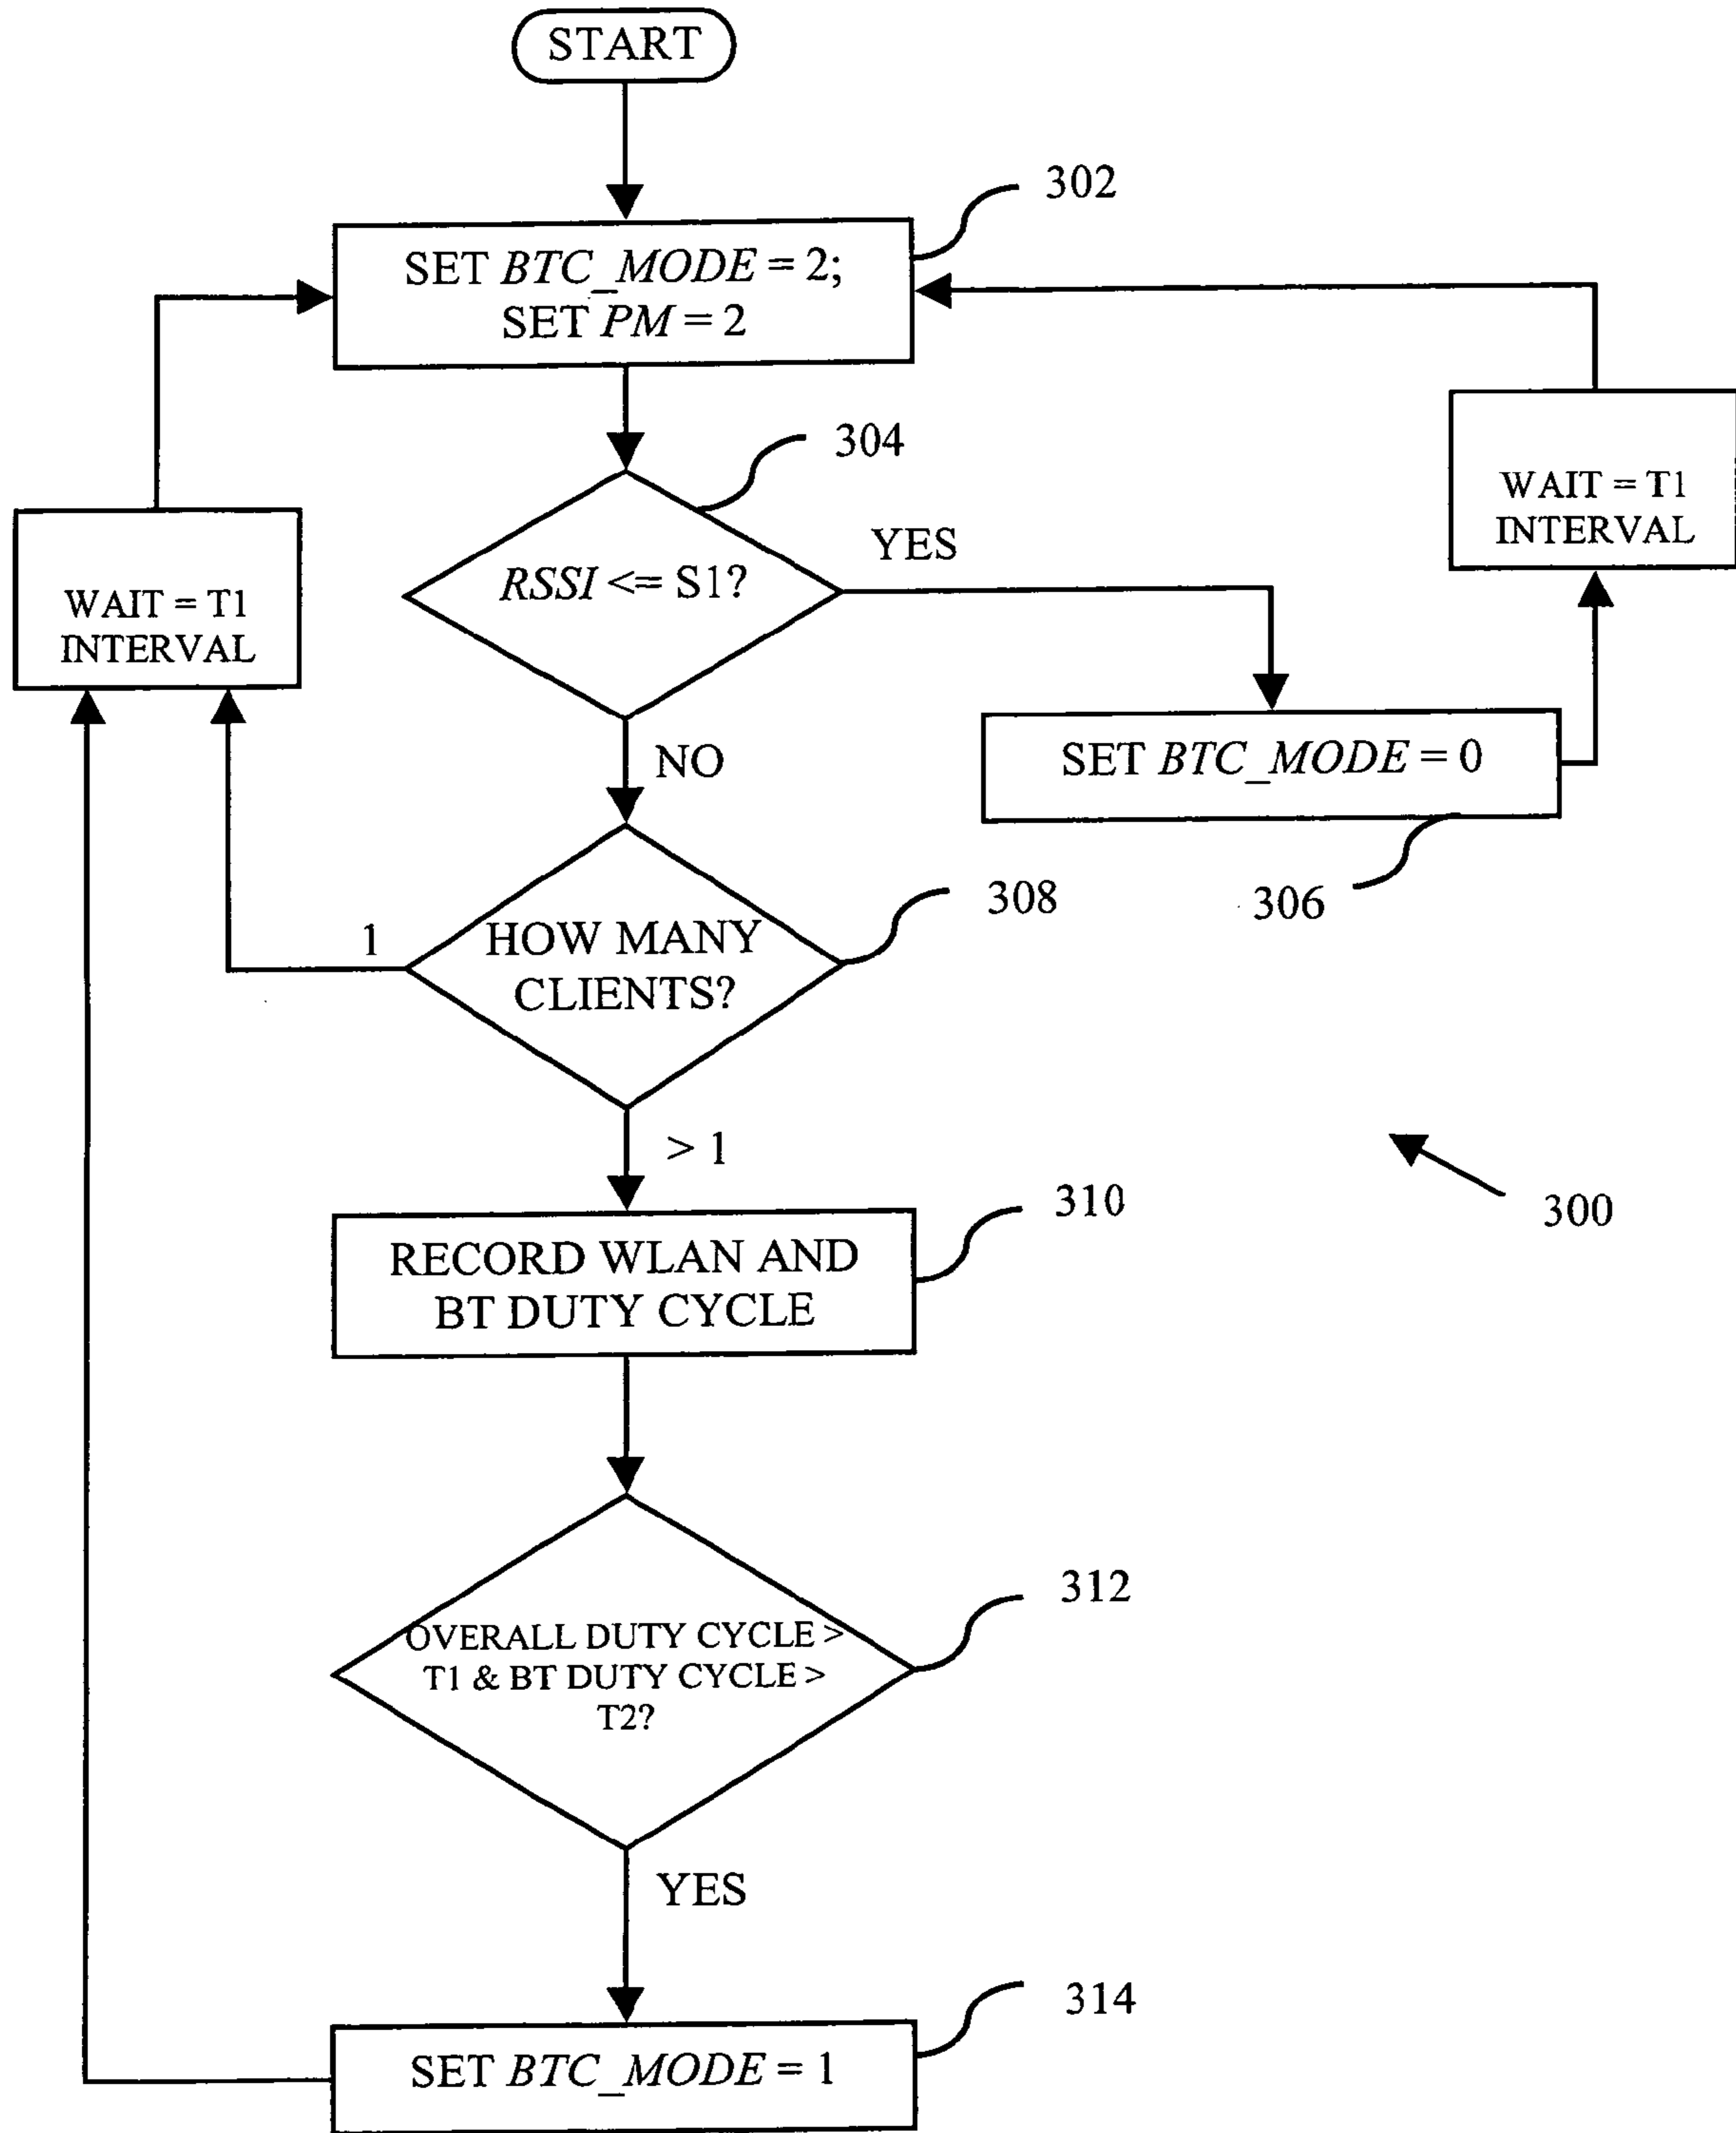 START
302
SET BTC_MODE = 2;
SET PM = 2
304
RSSI <= S1?
YES
WAIT = T1
INTERVAL
WAIT = T1
INTERVAL
NO
SET BTC_MODE = 0
306
308
1
HOW MANY
CLIENTS?
> 1
300
310
RECORD WLAN AND
BT DUTY CYCLE
312
OVERALL DUTY CYCLE >
T1 & BT DUTY CYCLE >
T2?
YES
314
SET BTC_MODE = 1